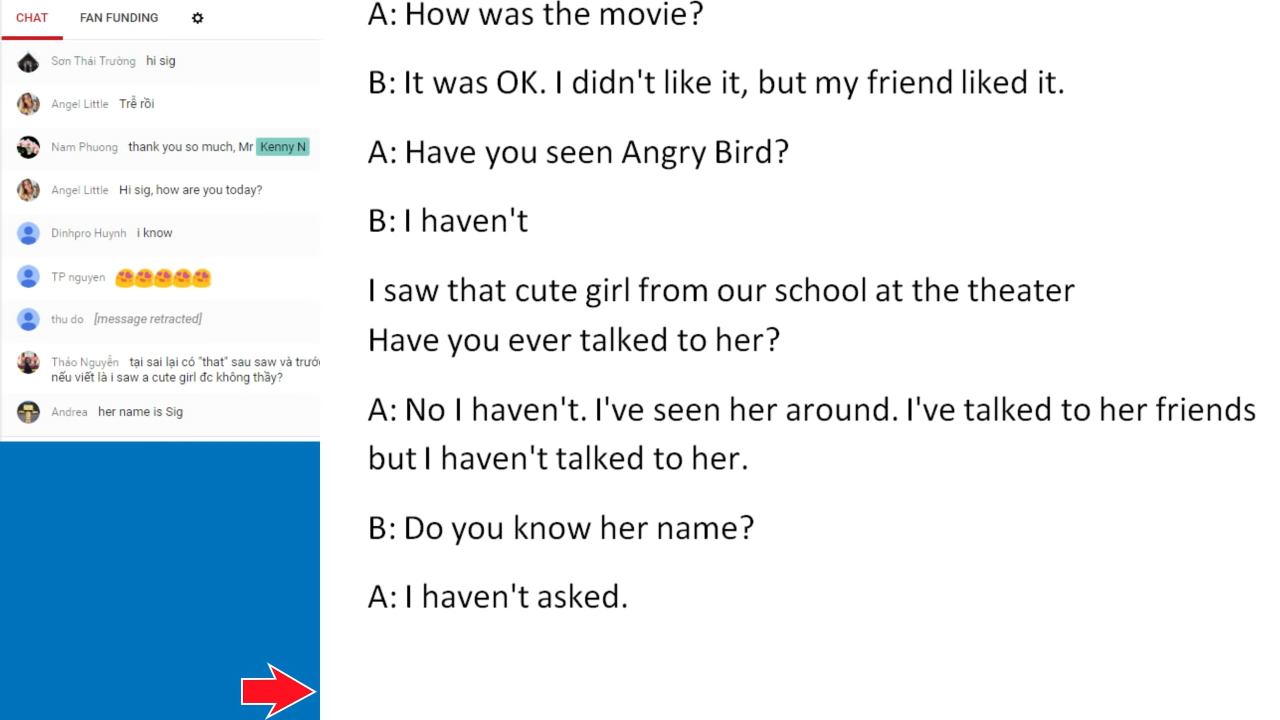 CHAT FAN FUNDING
Sơn Thái Trường hi sig
Angel Little Trễ rồi
Nam Phuong thank you so much, Mr Kenny N
Angel Little Hi sig, how are you today?
Dinhpro Huynh i know
TP nguyen
thu do [message retracted]
Thảo Nguyễn tại sai lại có "that" sau saw và
nếu viết là i saw a cute girl đc không thầy?
Andrea her name is Sig
A: How was the movie?
B: It was OK. I didn't like it, but my friend liked it.
A: Have you seen Angry Bird?
B: I haven't
I saw that cute girl from our school at the theater
Have you ever talked to her?
A: No I haven't. I've seen her around. I've talked to her friends
but I haven't talked to her.
B: Do you know her name?
A: I haven't asked.